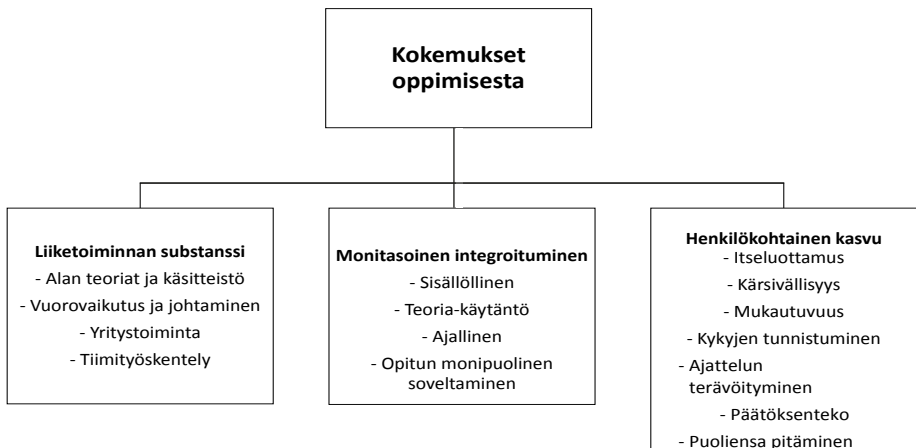 Kokemukset
oppimisesta
Liiketoiminnan substanssi
- Alan teoriat ja käsitteistö
- Vuorovaikutus ja johtaminen
- Yritystoiminta
- Tiimityöskentely
Monitasoinen integroituminen
- Sisällöllinen
- Teoria-käytäntö
- Ajallinen
- Opitun monipuolinen
soveltaminen
Henkilökohtainen kasvu
- Itseluottamus
- Kärsivällisyys
- Mukautuvuus
- Kykyjen tunnistuminen
- Ajattelun
terävöityminen
- Päätöksenteko
- Puoliensa pitäminen